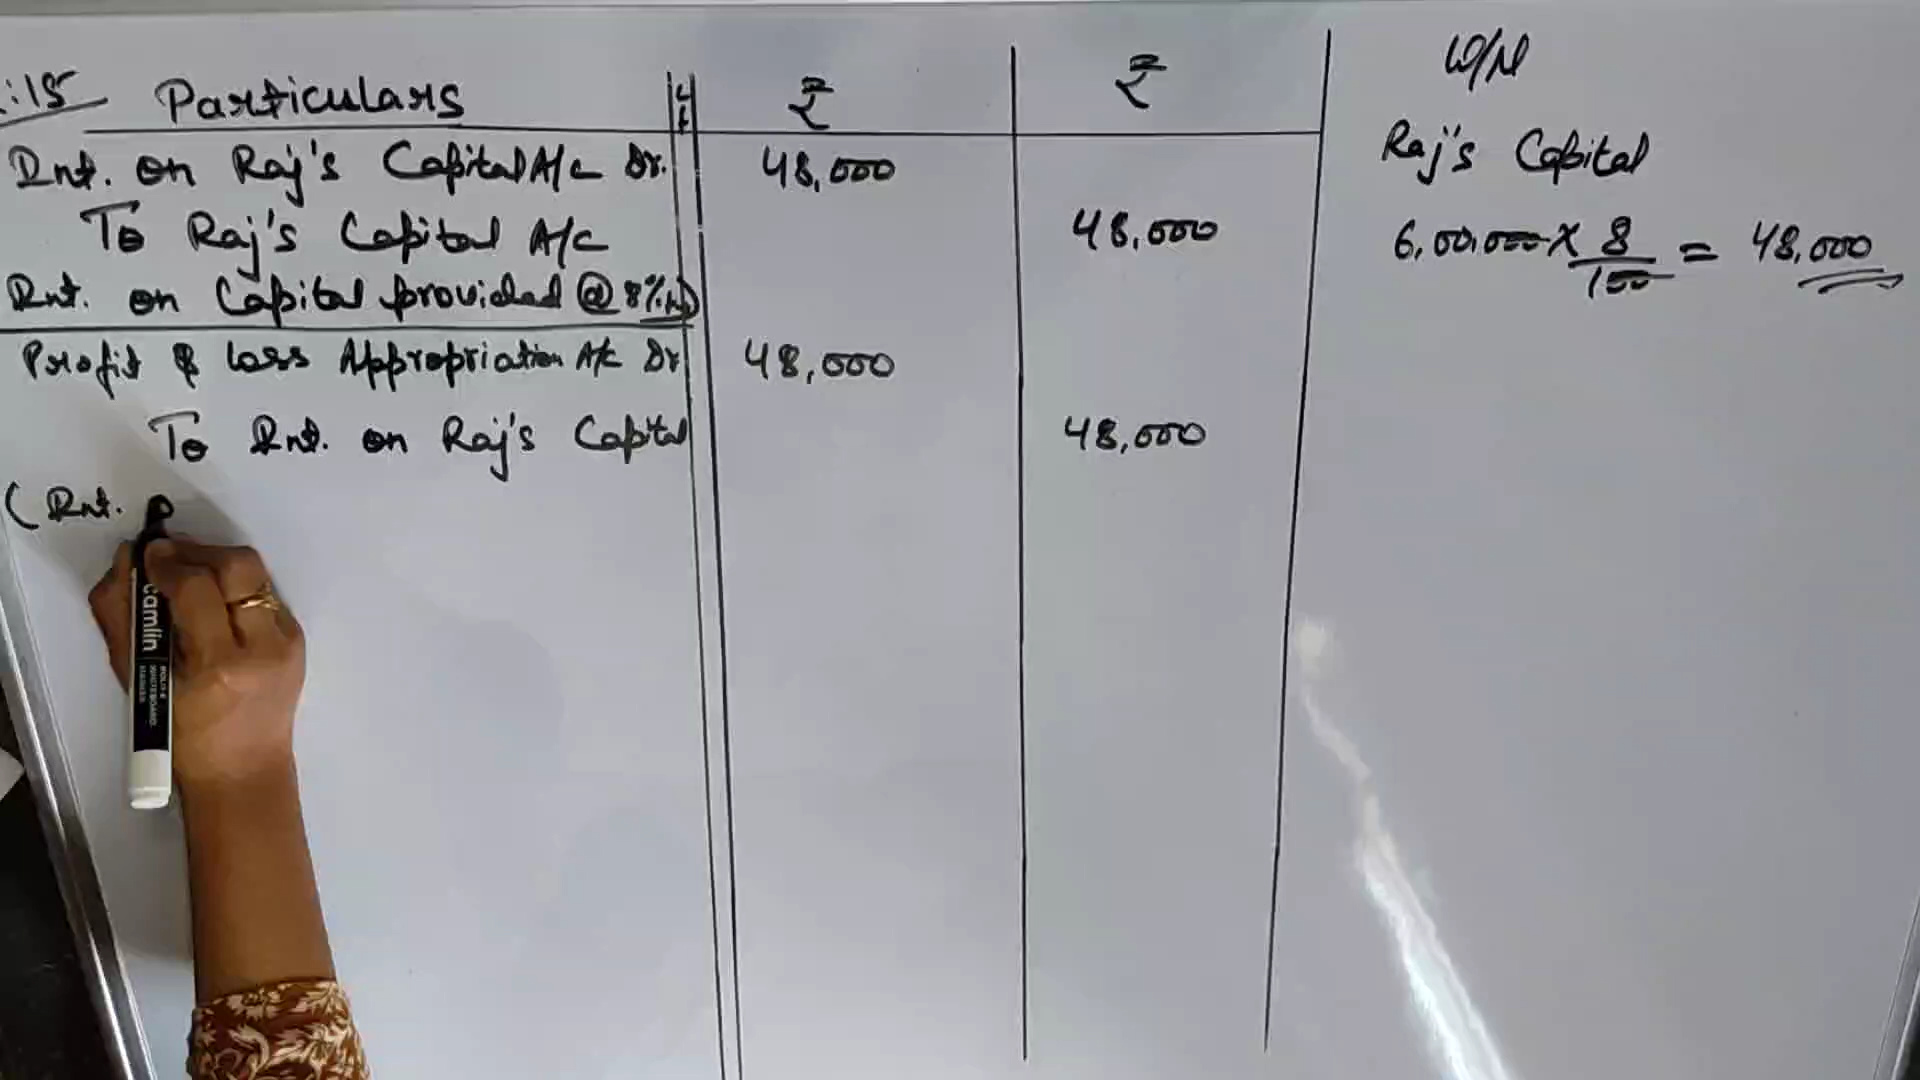 :15 Particulars LF ₹ ₹
Int. on Raj's Capital A/c Dr. 48,000
To Raj's Capital A/c 48,000
Int. on Capital provided @ 8%
Profit & loss Appropriation A/c Dr 48,000
To Int. on Raj's Capital 48,000
(Int. o
W/N
Raj's Capital
6,00,000 × 8/100 = 48,000
camlin